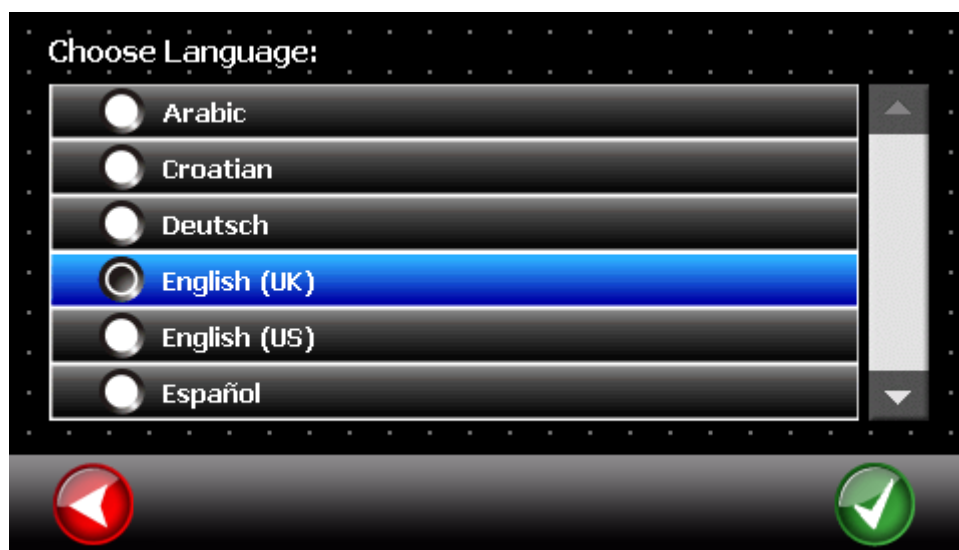 Choose Language:
Arabic
Croatian
Deutsch
English (UK)
English (US)
Español